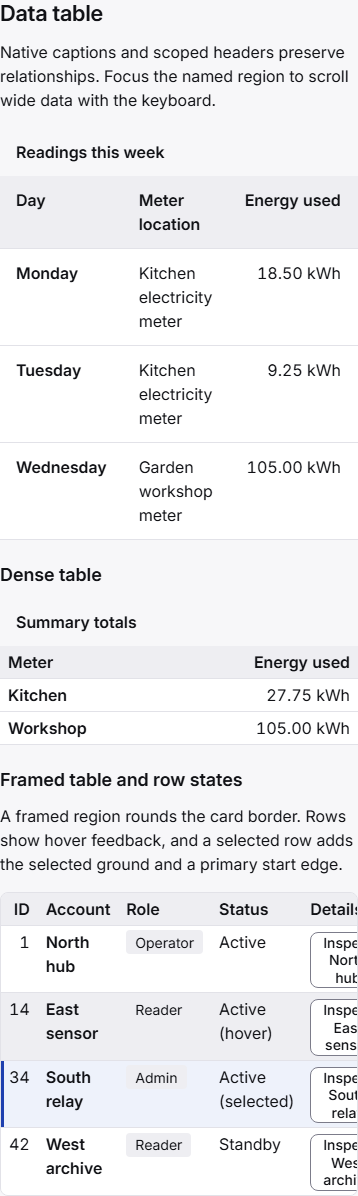 Data table
Native captions and scoped headers preserve
relationships. Focus the named region to scroll
wide data with the keyboard.
Readings this week
Day Meter location Energy used
Monday Kitchen electricity meter 18.50 kWh
Tuesday Kitchen electricity meter 9.25 kWh
Wednesday Garden workshop meter 105.00 kWh
Dense table
Summary totals
Meter Energy used
Kitchen 27.75 kWh
Workshop 105.00 kWh
Framed table and row states
A framed region rounds the card border. Rows
show hover feedback, and a selected row adds
the selected ground and a primary start edge.
ID Account Role Status
1 North hub Operator Active
14 East sensor Reader Active (hover)
34 South relay Admin Active (selected)
42 West archive Reader Standby